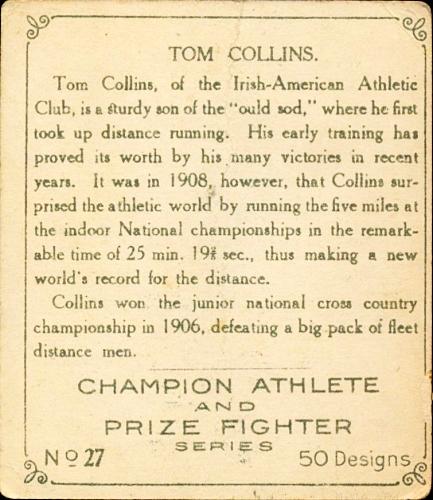 TOM COLLINS.
Tom Collins, of the Irish-American Athletic
Club, is a sturdy son of the "ould sod," where he first
took up distance running. His early training has
proved its worth by his many victories in recent
years. It was in 1908, however, that Collins sur-
prised the athletic world by running the five miles at
the indoor National championships in the remark-
able time of 25 min. 19⅖ sec., thus making a new
world's record for the distance.
Collins won the junior national cross country
championship in 1906, defeating a big pack of fleet
distance men.
CHAMPION ATHLETE
AND
PRIZE FIGHTER
SERIES
No 27 50 Designs